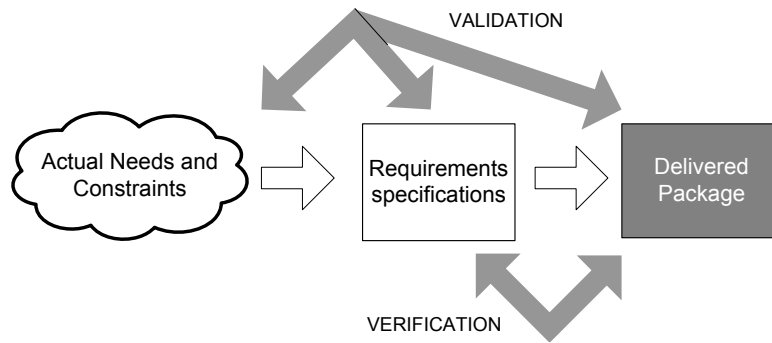 VALIDATION
Actual Needs and
Constraints
Requirements
specifications
Delivered
Package
VERIFICATION